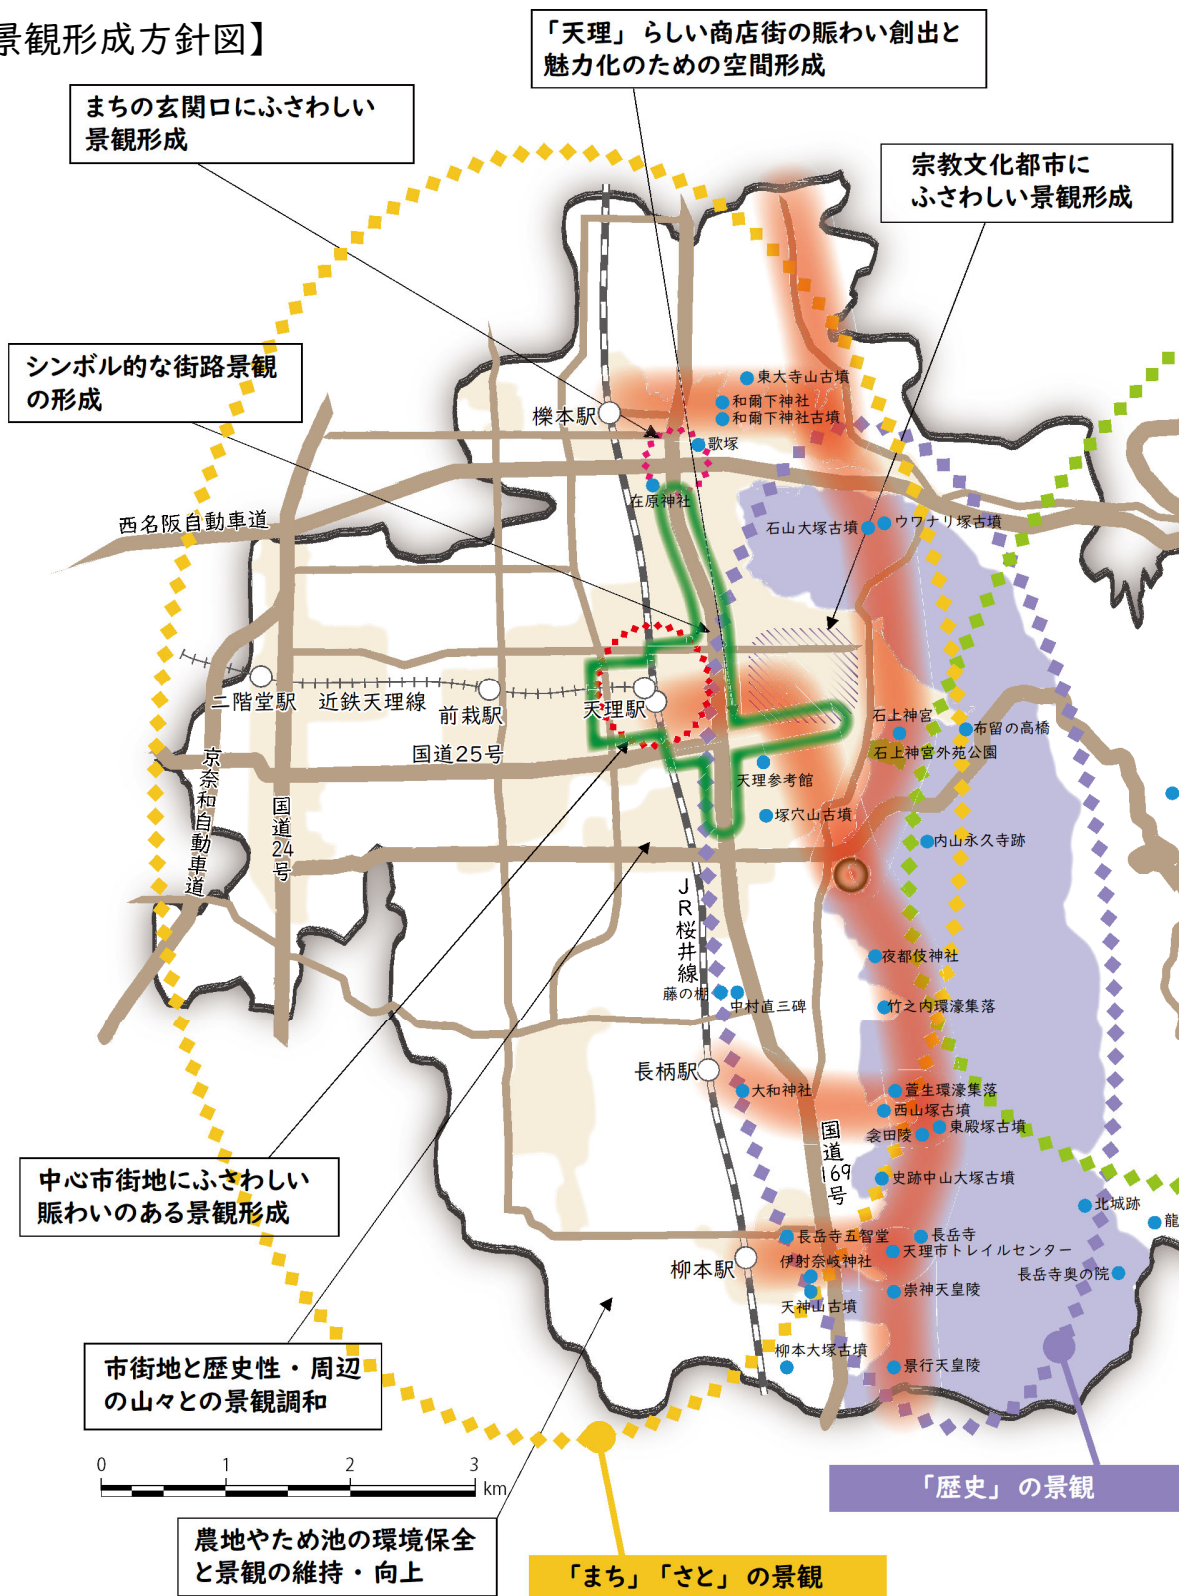 景観形成方針図】
「天理」らしい商店街の賑わい創出と
魅力化のための空間形成
まちの玄関口にふさわしい
景観形成
宗教文化都市に
ふさわしい景観形成
シンボル的な街路景観
の形成
東大寺山古墳
和爾下神社
和爾下神社古墳
櫟本駅
歌塚
在原神社
西名阪自動車道
石山大塚古墳
ウワナリ塚古墳
二階堂駅
近鉄天理線
前栽駅
天理駅
石上神宮
布留の高橋
石上神宮外苑公園
国道25号
天理参考館
京奈和自動車道
国道24号
塚穴山古墳
内山永久寺跡
JR桜井線
夜都伎神社
藤の棚
中村直三碑
竹之内環濠集落
長柄駅
大和神社
萱生環濠集落
西山塚古墳
東殿塚古墳
衾田陵
国道169号
史跡中山大塚古墳
中心市街地にふさわしい
賑わいのある景観形成
北城跡
龍
長岳寺五智堂
長岳寺
天理市トレイルセンター
伊射奈岐神社
柳本駅
長岳寺奥の院
崇神天皇陵
天神山古墳
柳本大塚古墳
景行天皇陵
市街地と歴史性・周辺
の山々との景観調和
0 1 2 3
km
「歴史」の景観
農地やため池の環境保全
と景観の維持・向上
「まち」「さと」の景観